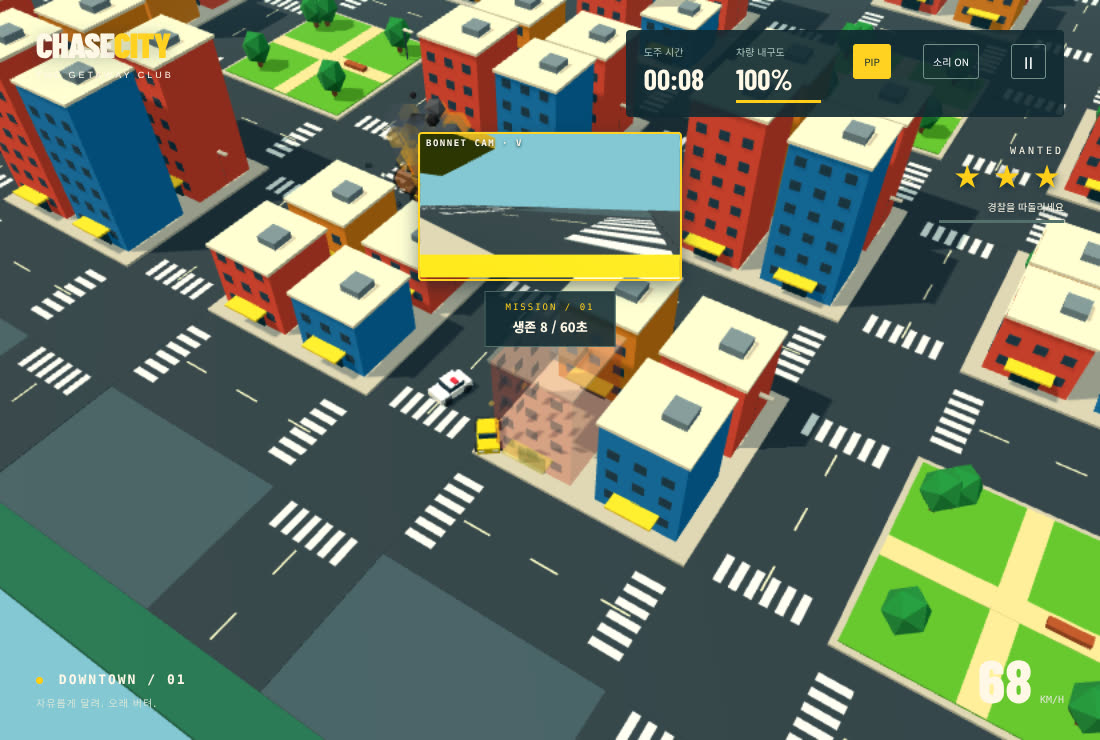 CHASECITY
GETAWAY CLUB
도주 시간
00:08
차량 내구도
100%
PIP
소리 ON
BONNET CAM · V
WANTED
경찰을 따돌리세요
MISSION / 01
생존 8 / 60초
DOWNTOWN / 01
자유롭게 달려. 오래 버텨.
68 KM/H